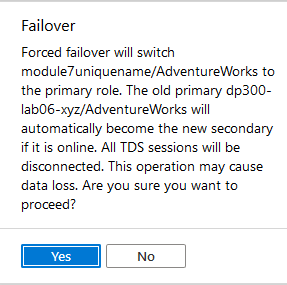 Failover
Forced failover will switch
module7uniquename/AdventureWorks to
the primary role. The old primary dp300-
lab06-xyz/AdventureWorks will
automatically become the new secondary
if it is online. All TDS sessions will be
disconnected. This operation may cause
data loss. Are you sure you want to
proceed?
Yes
No